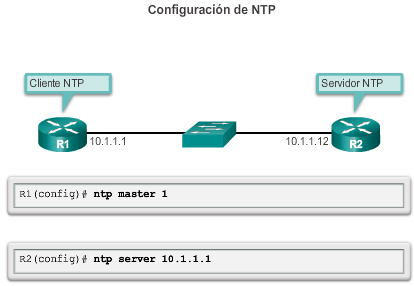 Configuración de NTP
Cliente NTP
Servidor NTP
R1
10.1.1.1
10.1.1.12
R2
R1(config)# ntp master 1
R2(config)# ntp server 10.1.1.1